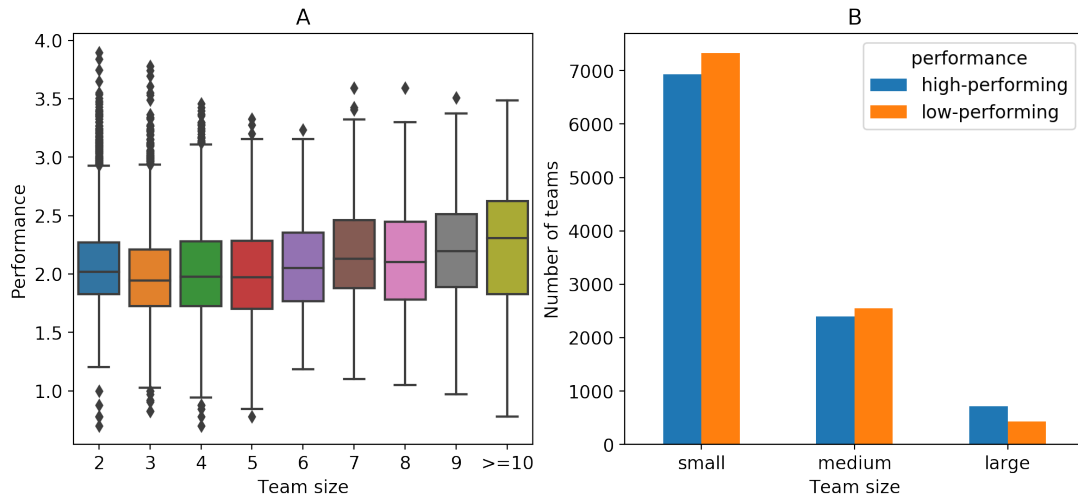 A
Performance
4.0
3.5
3.0
2.5
2.0
1.5
1.0
2 3 4 5 6 7 8 9 >=10
Team size
B
Number of teams
7000
6000
5000
4000
3000
2000
1000
0
performance
high-performing
low-performing
small medium large
Team size